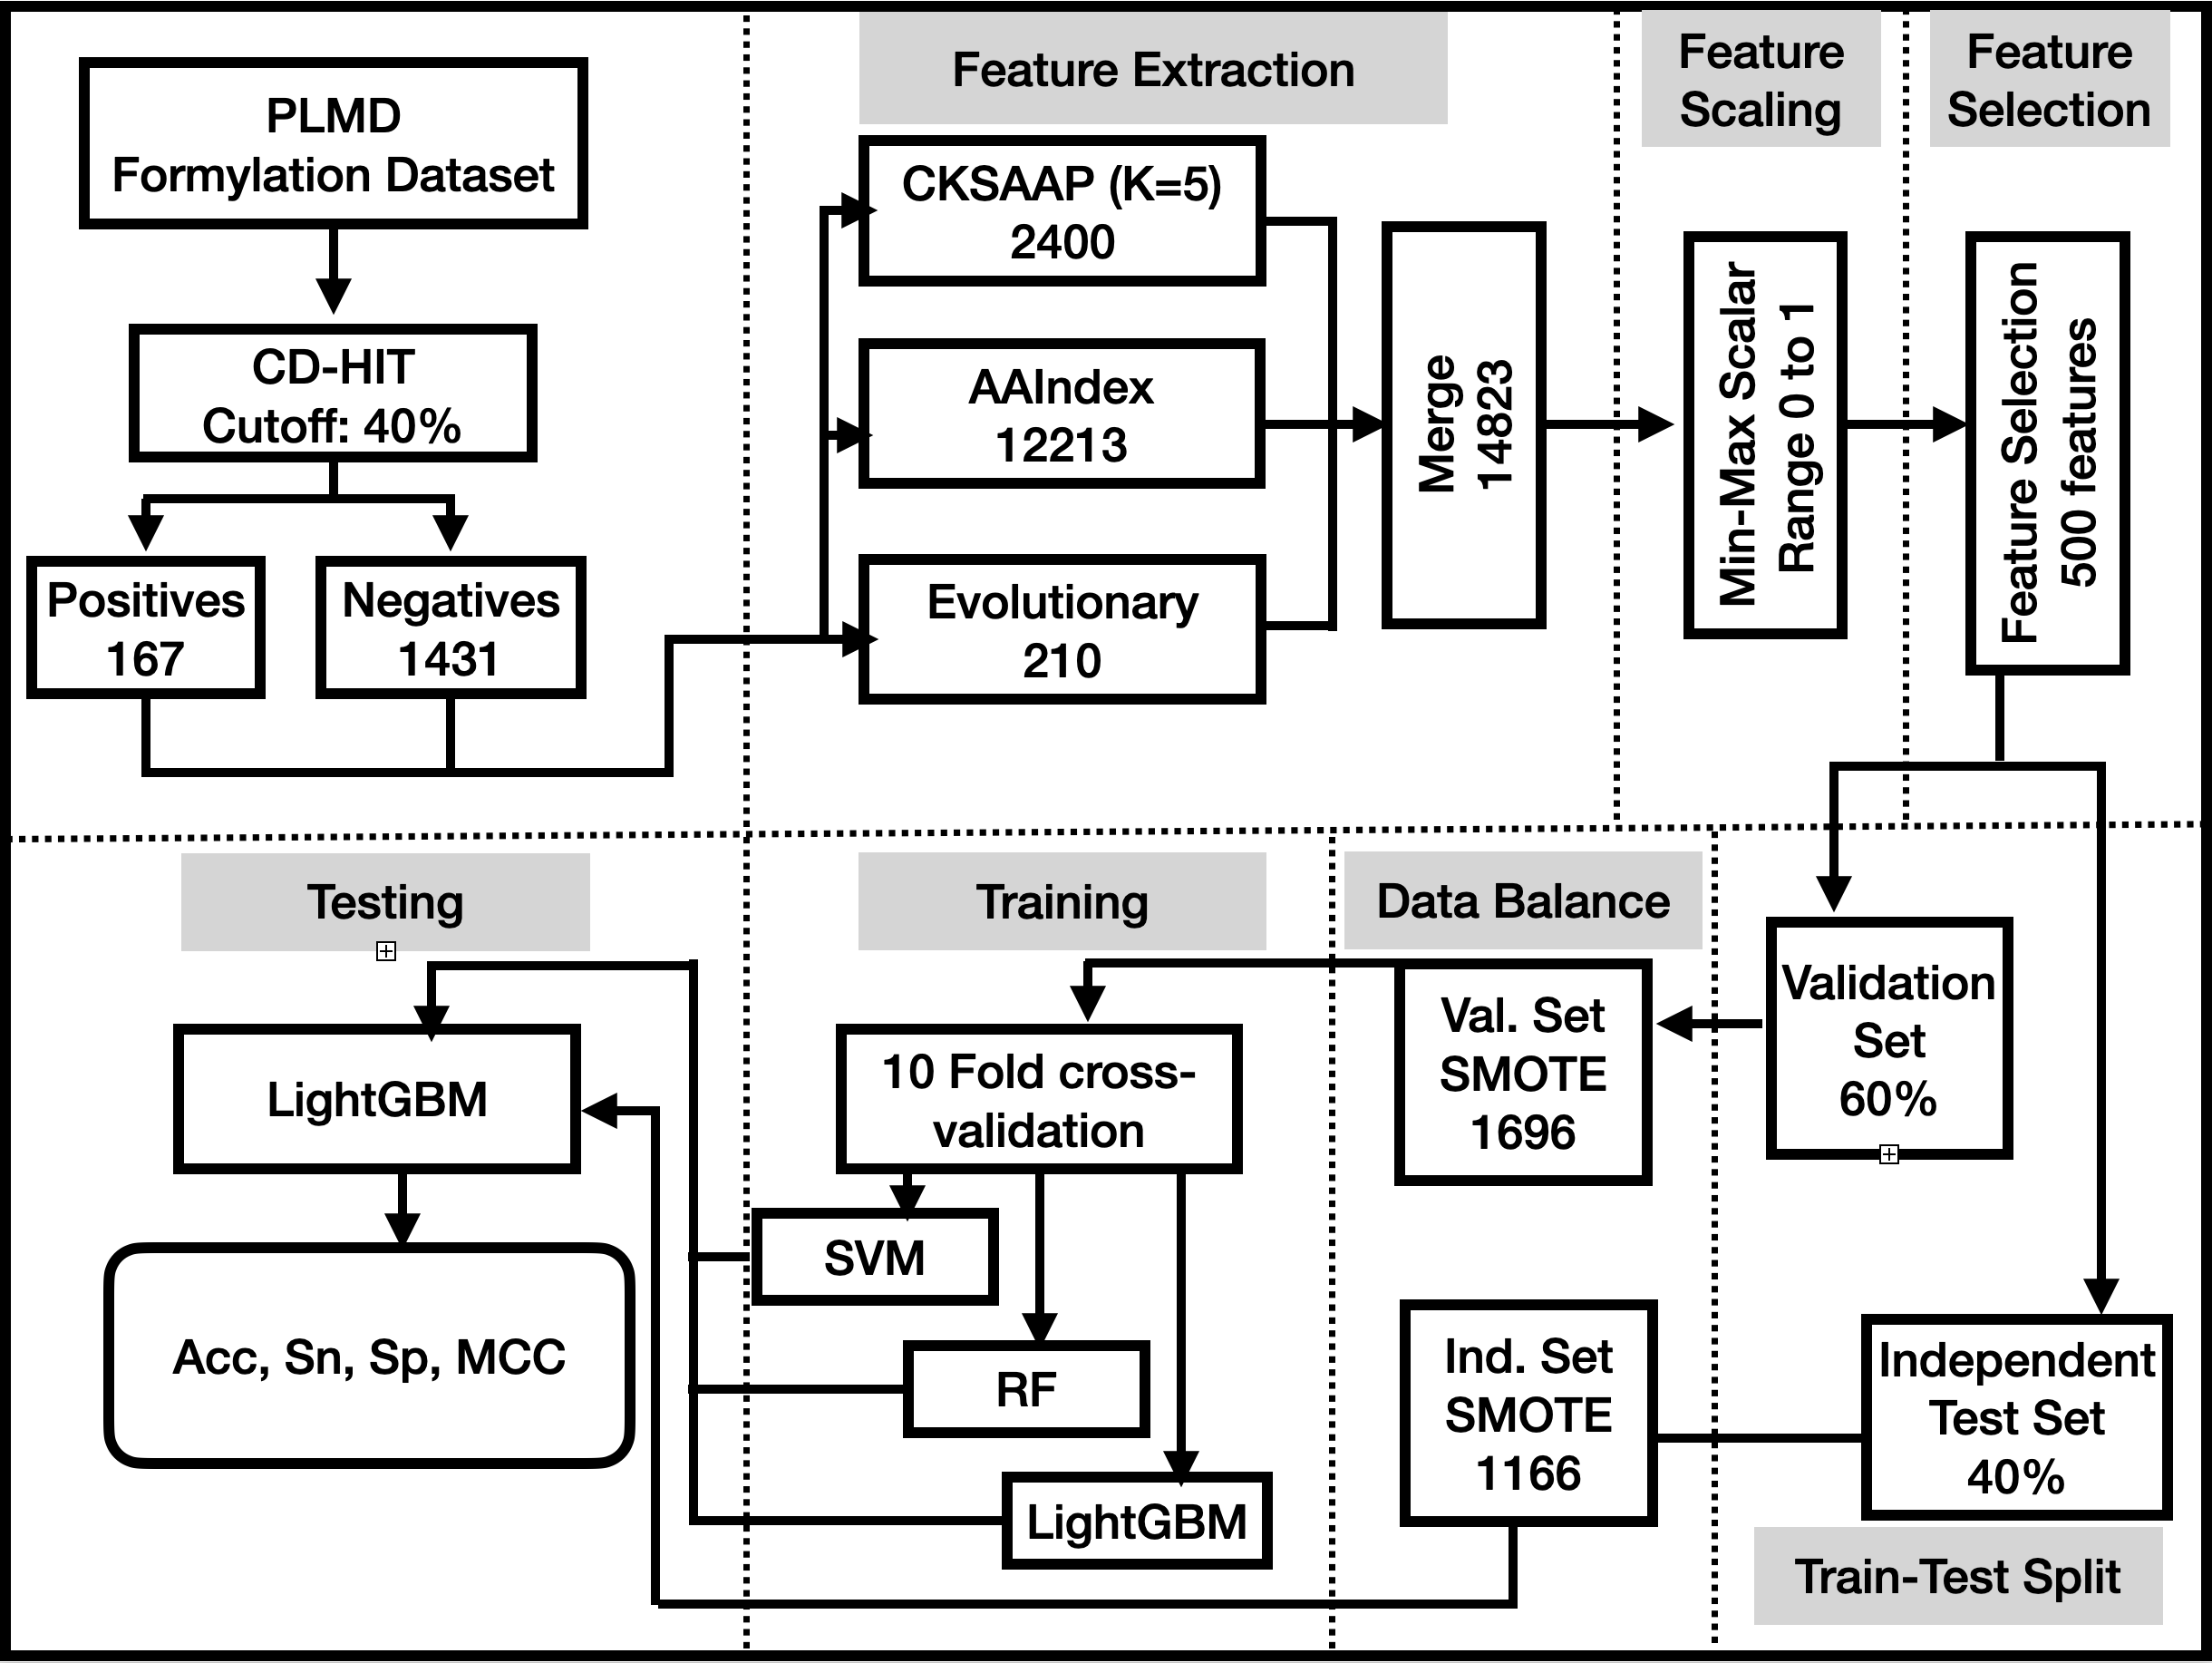 PLMD
Formylation Dataset
CD-HIT
Cutoff: 40%
Positives
167
Negatives
1431
Feature Extraction
CKSAAP (K=5)
2400
AAIndex
12213
Evolutionary
210
Merge
14823
Feature
Scaling
Min-Max Scalar
Range 0 to 1
Feature
Selection
Feature Selection
500 features
Testing
LightGBM
Acc, Sn, Sp, MCC
Training
10 Fold cross-
validation
SVM
RF
LightGBM
Data Balance
Val. Set
SMOTE
1696
Ind. Set
SMOTE
1166
Validation
Set
60%
Independent
Test Set
40%
Train-Test Split